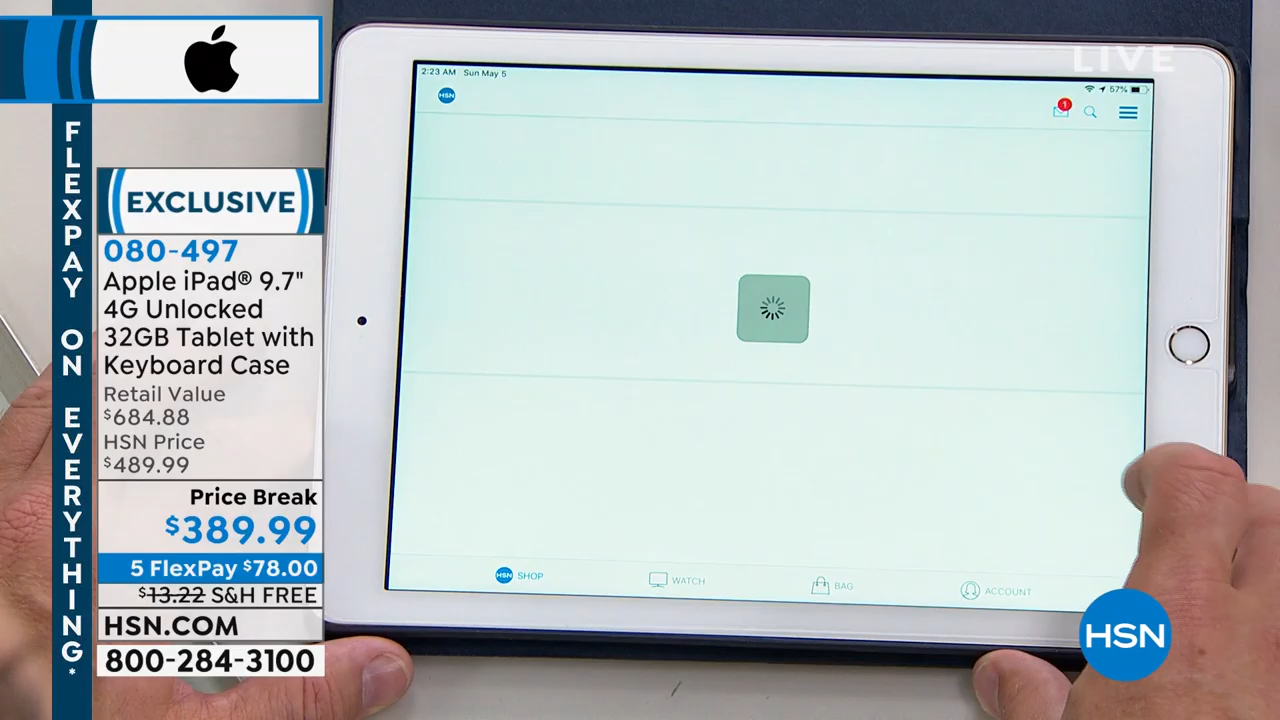 FLEXPAY ON EVERYTHING*
EXCLUSIVE
080-497
Apple iPad® 9.7"
4G Unlocked
32GB Tablet with
Keyboard Case
Retail Value
$684.88
HSN Price
$489.99
Price Break
$389.99
5 FlexPay $78.00
$13.22 S&H FREE
HSN.COM
800-284-3100
LIVE
2:23 AM Sun May 5
57%
HSN
1
HSN SHOP
WATCH
BAG
ACCOUNT
HSN